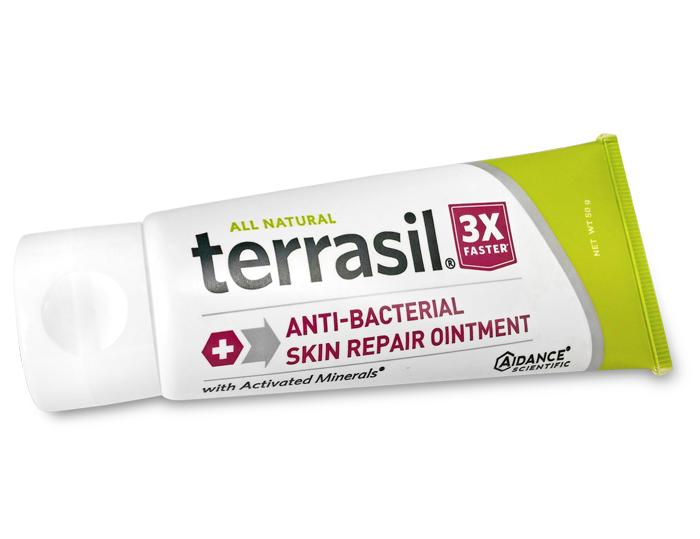 ALL NATURAL
terrasil®
3X
FASTER*
ANTI-BACTERIAL
SKIN REPAIR OINTMENT
with Activated Minerals®
AIDANCE®
SCIENTIFIC
NET WT 50 g